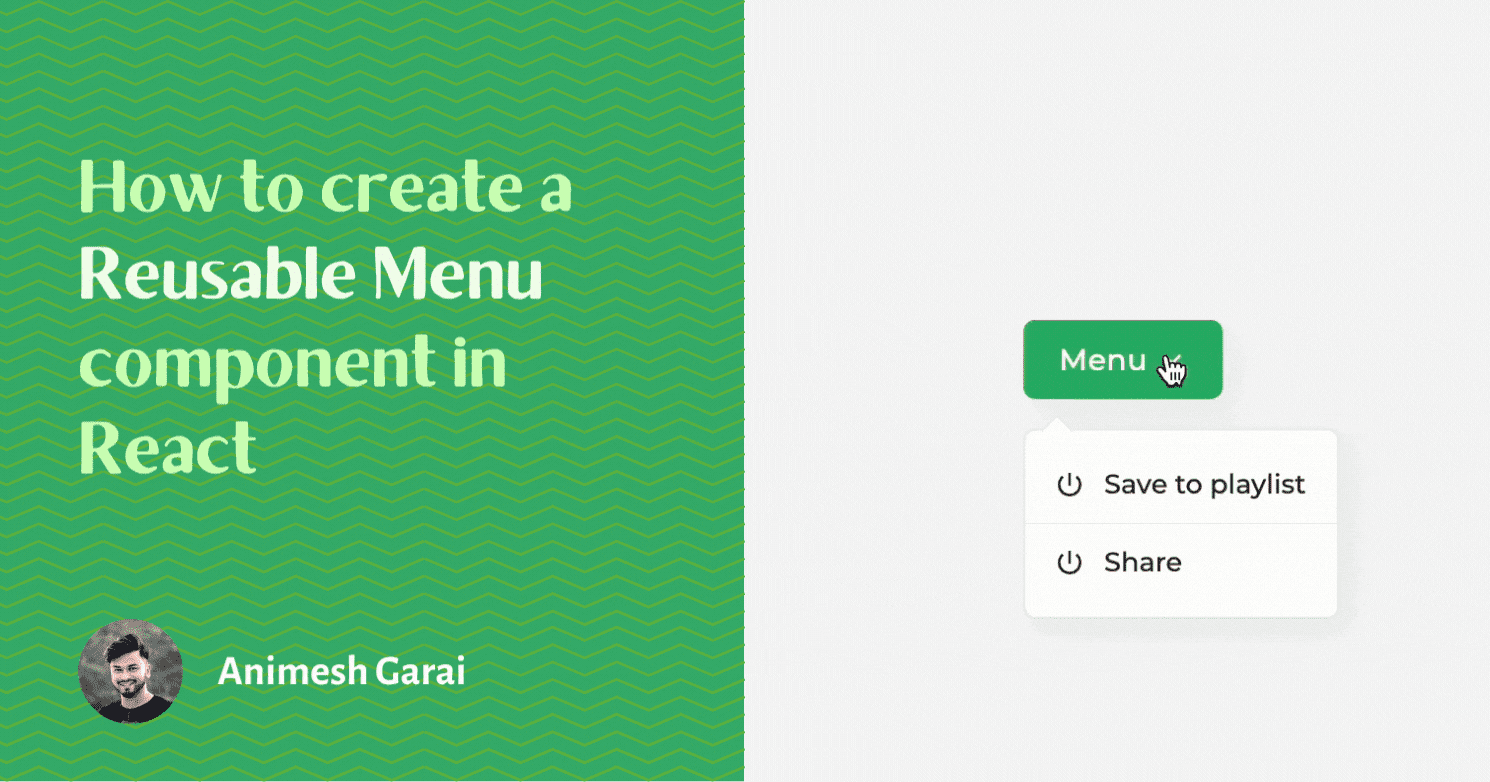 How to create a
Reusable Menu
component in
React
Animesh Garai
Menu
Save to playlist
Share